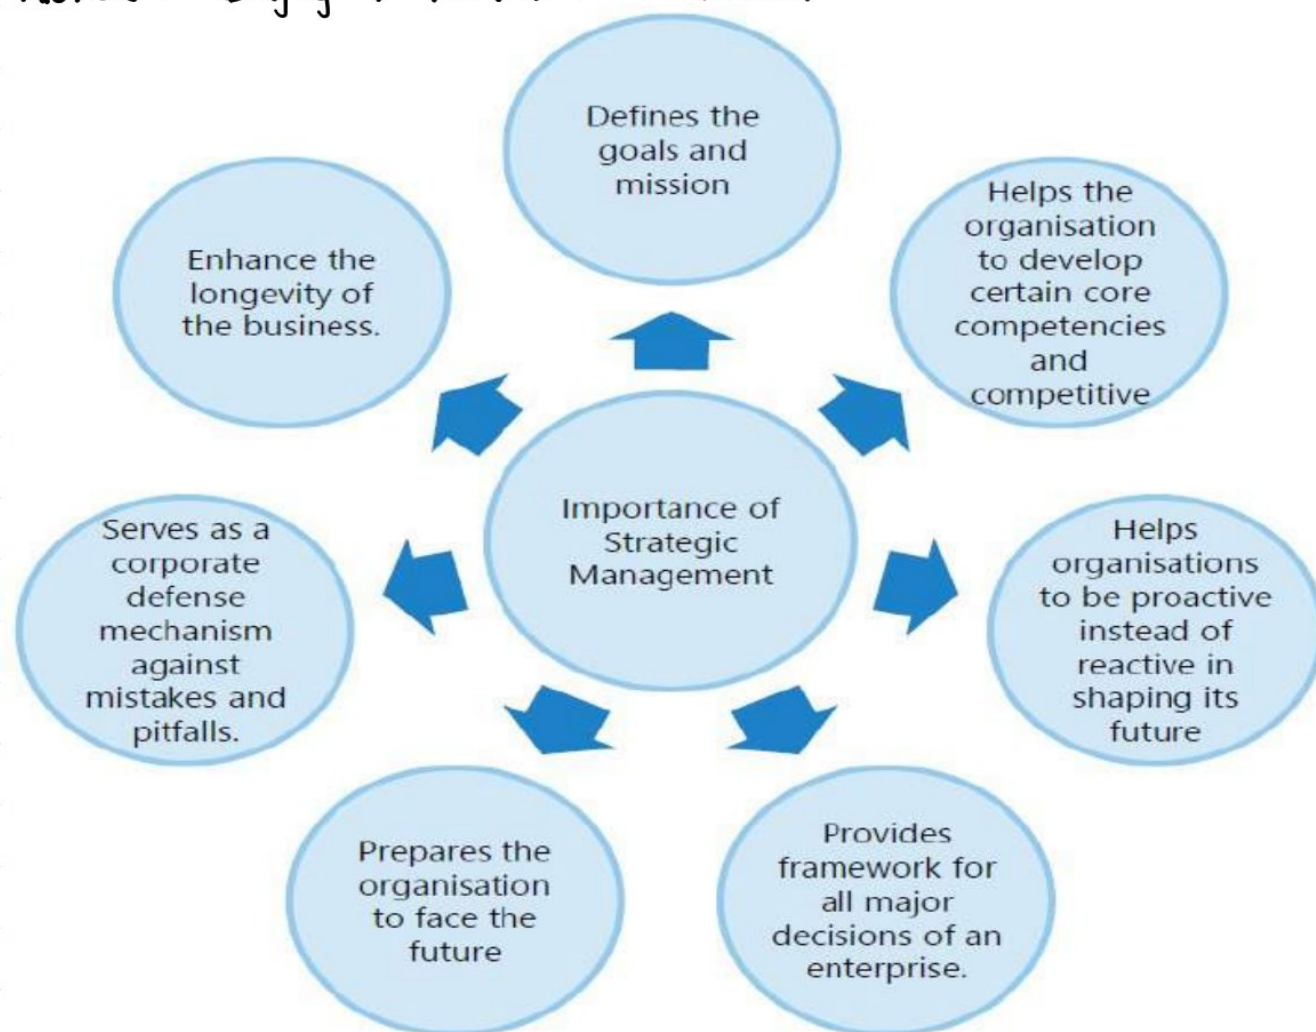 Defines the
goals and
mission
Helps the
organisation
to develop
certain core
competencies
and
competitive
Helps
organisations
to be proactive
instead of
reactive in
shaping its
future
Provides
framework for
all major
decisions of an
enterprise.
Prepares the
organisation
to face the
future
Serves as a
corporate
defense
mechanism
against
mistakes and
pitfalls.
Enhance the
longevity of
the business.
Importance of
Strategic
Management